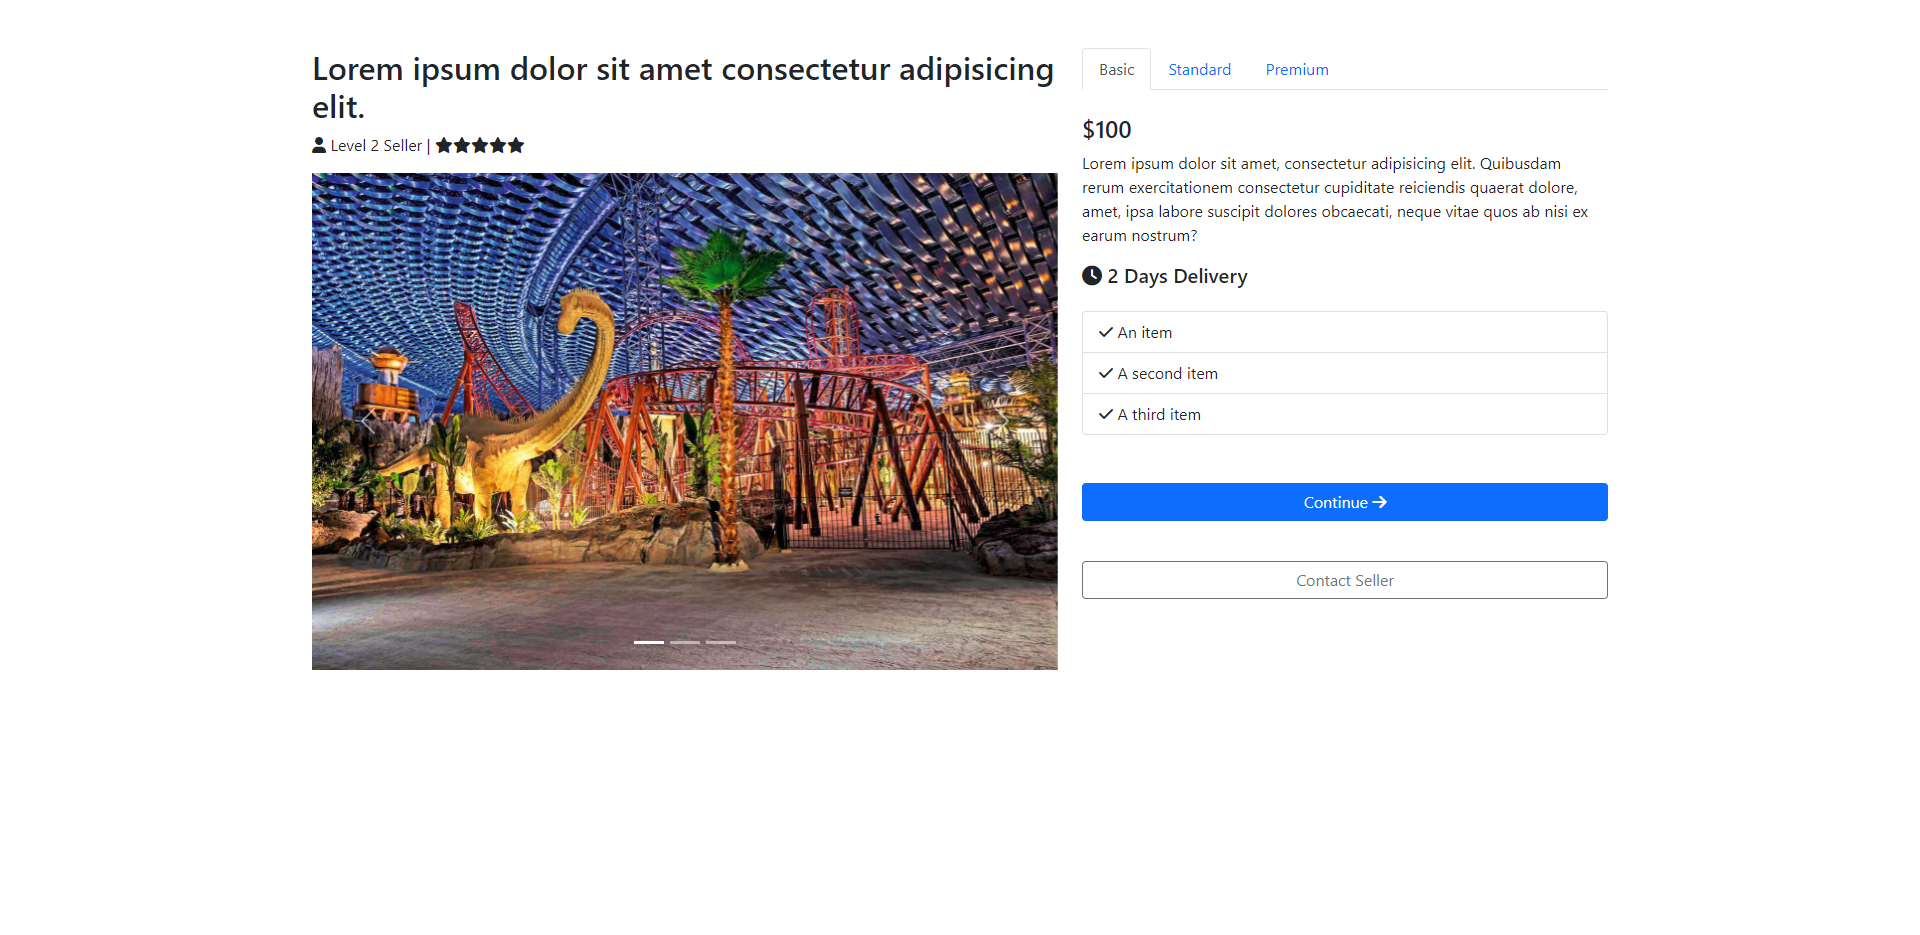 Lorem ipsum dolor sit amet consectetur adipisicing
elit.
Level 2 Seller |
Basic
Standard
Premium
$100
Lorem ipsum dolor sit amet, consectetur adipisicing elit. Quibusdam
rerum exercitationem consectetur cupiditate reiciendis quaerat dolore,
amet, ipsa labore suscipit dolores obcaecati, neque vitae quos ab nisi ex
earum nostrum?
2 Days Delivery
An item
A second item
A third item
Continue
Contact Seller